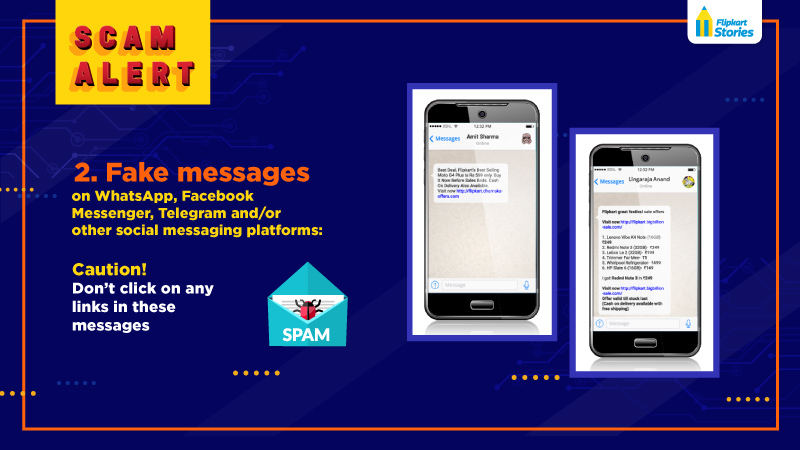 SCAM
ALERT
Flipkart
Stories
2. Fake messages
on WhatsApp, Facebook
Messenger, Telegram and/or
other social messaging platforms:
Caution!
Don't click on any
links in these
messages
SPAM
12:32 PM
Messages
Amit Sharma
Online
Best Deal, Flipkart's Best Selling
Moto G4 Plus is Rs 599 only. Buy
It Now Before Sales Ends. Cash
On Delivery Also Available.
Visit now http://flipkart.dhamaka-
offers.com
Message
12:02 PM
Messages
Lingaraja Anand
Online
Flipkart great festival sale offers
Visit now http://flipkart.bigbillion
-sale.com/
1. Lenovo Vibe K4 Note (16GB)-
₹249
2. Redmi Note 3 (32GB)- ₹249
3. Letius Le 2 (32GB)- ₹199
4. Trimmer For Men-
5. Whirlpool Refrigerator- ₹499
6. HP Slate 6 (16GB)- ₹149
I got Redmi Note 3 in ₹249
Visit now http://flipkart.bigbillion
-sale.com/
Offer valid till stock last
(Cash on delivery available with
free shipping)
Message